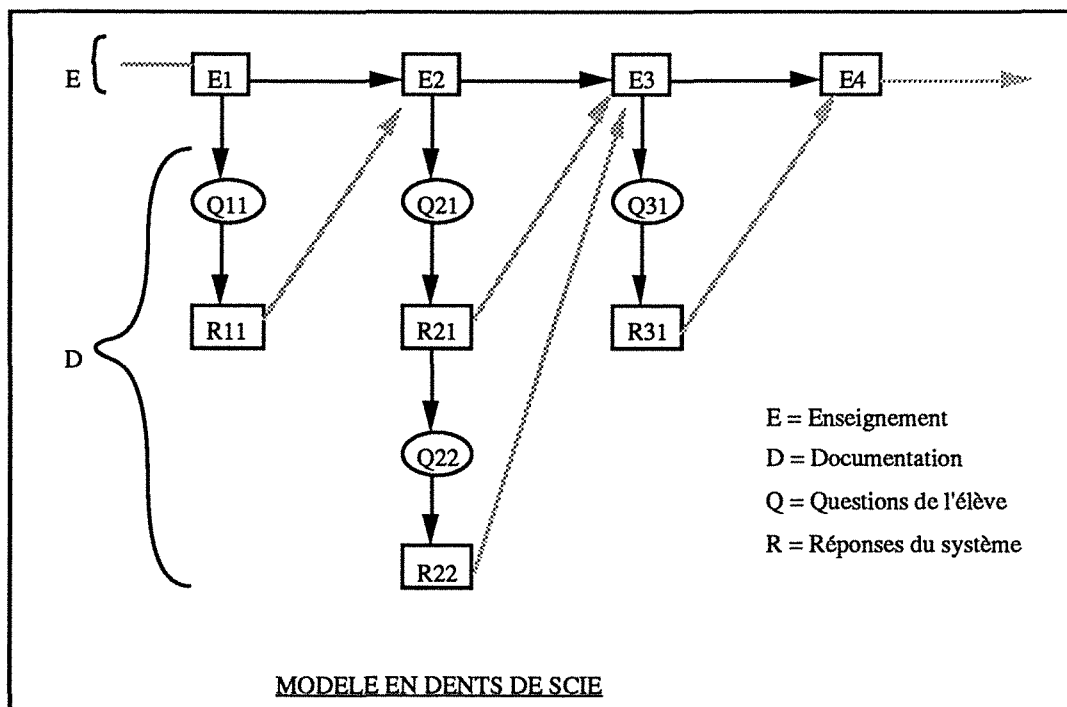 E E1 E2 E3 E4
Q11 Q21 Q31
D R11 R21 R31
E = Enseignement
D = Documentation
Q22
Q = Questions de l'élève
R = Réponses du système
R22
MODELE EN DENTS DE SCIE